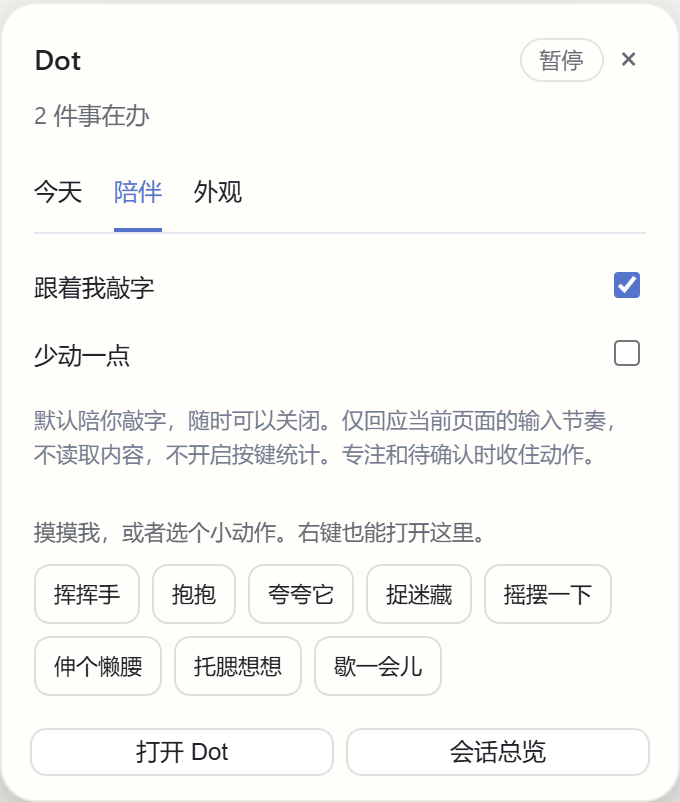 Dot
暂停 ×
2 件事在办
今天 陪伴 外观
跟着我敲字
少动一点
默认陪你敲字，随时可以关闭。仅回应当前页面的输入节奏，
不读取内容，不开启按键统计。专注和待确认时收住动作。
摸摸我，或者选个小动作。右键也能打开这里。
挥挥手 抱抱 夸夸它 捉迷藏 摇摆一下
伸个懒腰 托腮想想 歇一会儿
打开 Dot 会话总览